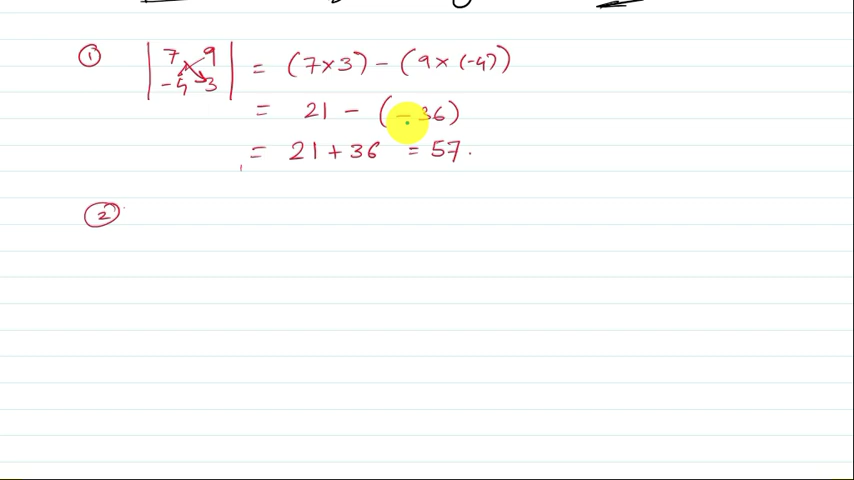 ① | 7 9 | = (7×3) - (9×(-4))
| -4 3 |
= 21 - (-36)
= 21 + 36 = 57.
②